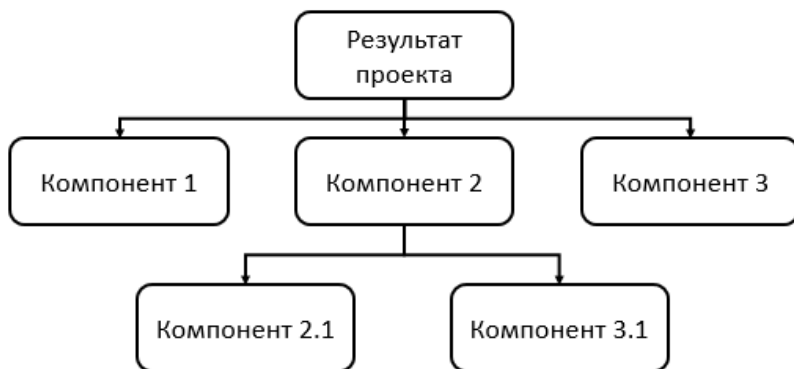 Результат
проекта
Компонент 1
Компонент 2
Компонент 3
Компонент 2.1
Компонент 3.1